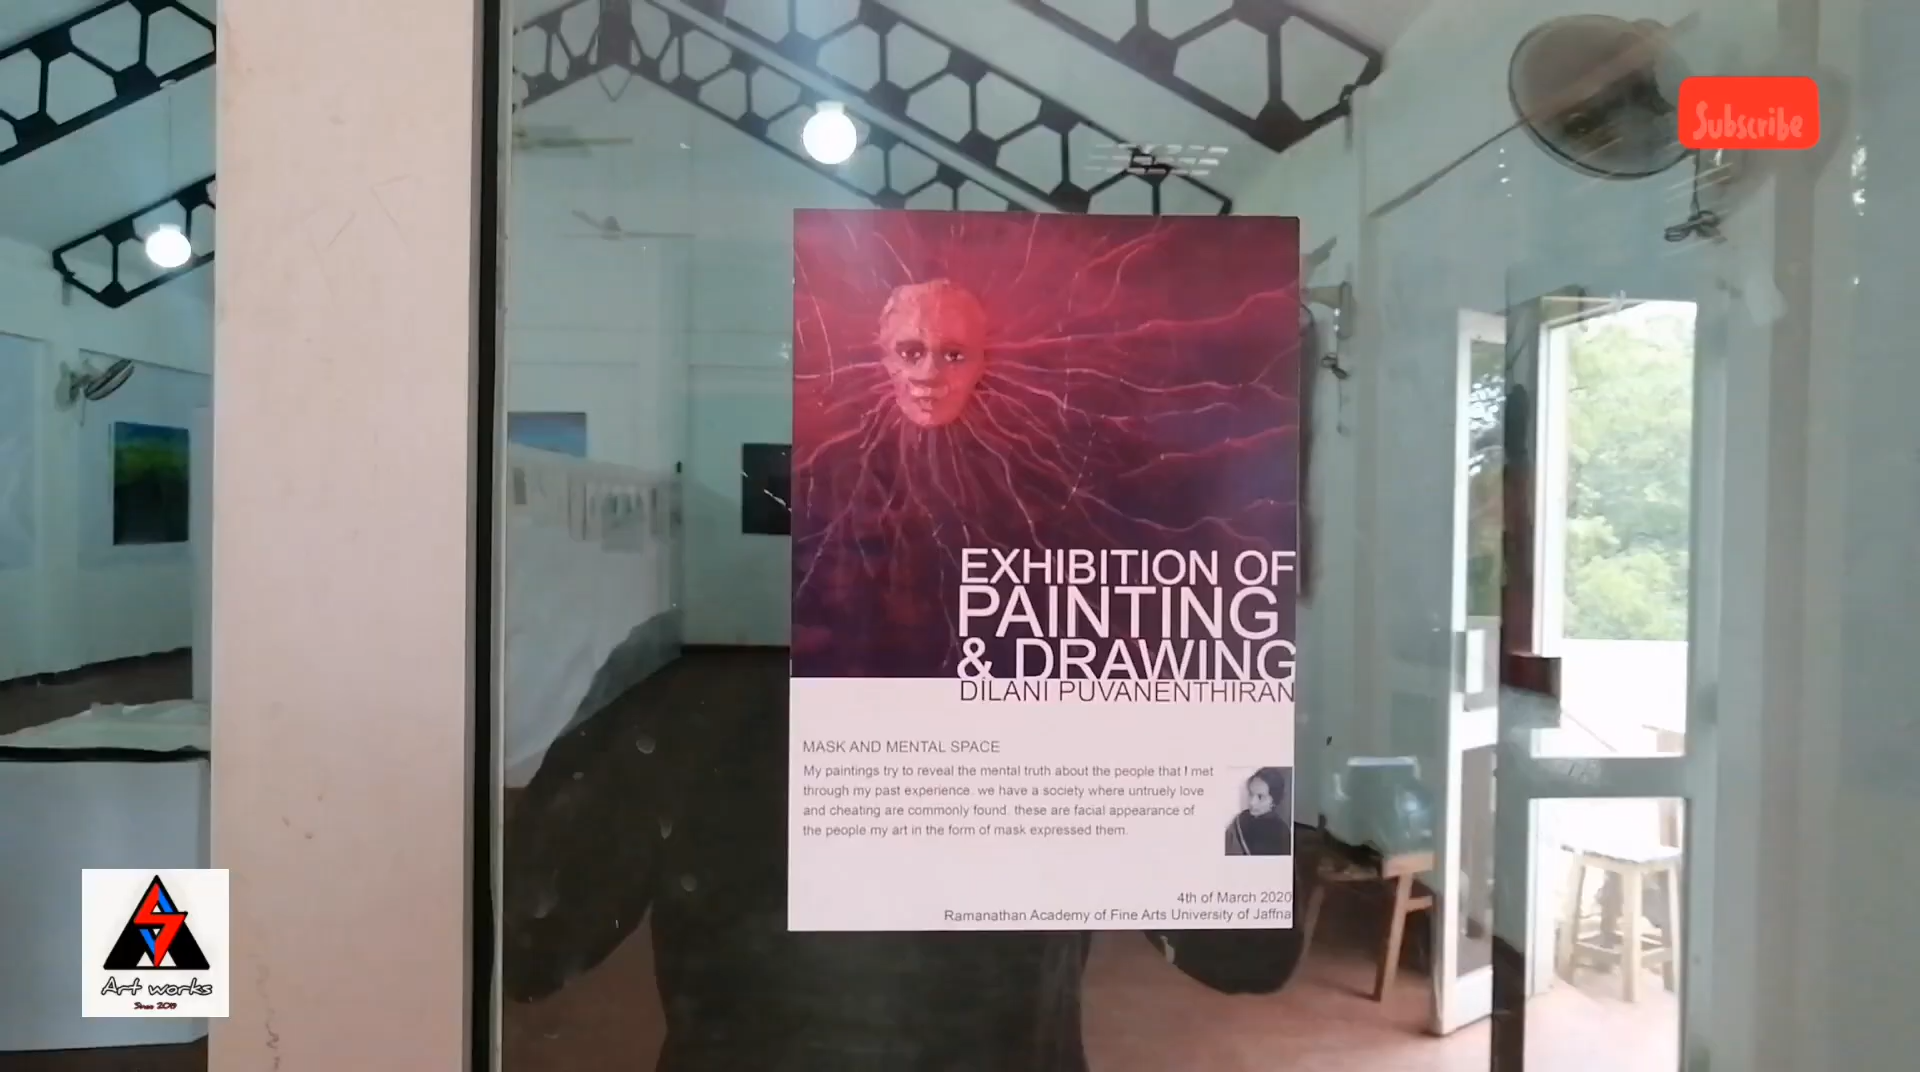 Subscribe
EXHIBITION OF
PAINTING
& DRAWING
DILANI PUVANENTHIRAN
MASK AND MENTAL SPACE
My paintings try to reveal the mental truth about the people that I met
through my past experience. we have a society where untruely love
and cheating are commonly found. these are facial appearance of
the people my art in the form of mask expressed them.
4th of March 2020
Ramanathan Academy of Fine Arts University of Jaffna
Art works